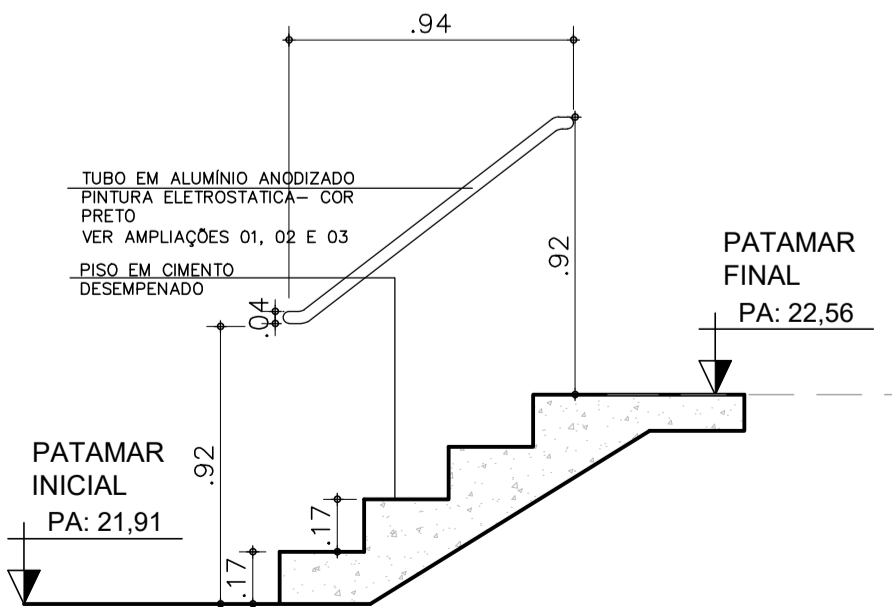 .94
TUBO EM ALUMÍNIO ANODIZADO
PINTURA ELETROSTATICA– COR
PRETO
VER AMPLIAÇÕES 01, 02 E 03
PISO EM CIMENTO
DESEMPENADO
.04
.92
PATAMAR
FINAL
PA: 22,56
PATAMAR
INICIAL
PA: 21,91
.92
.17
.17